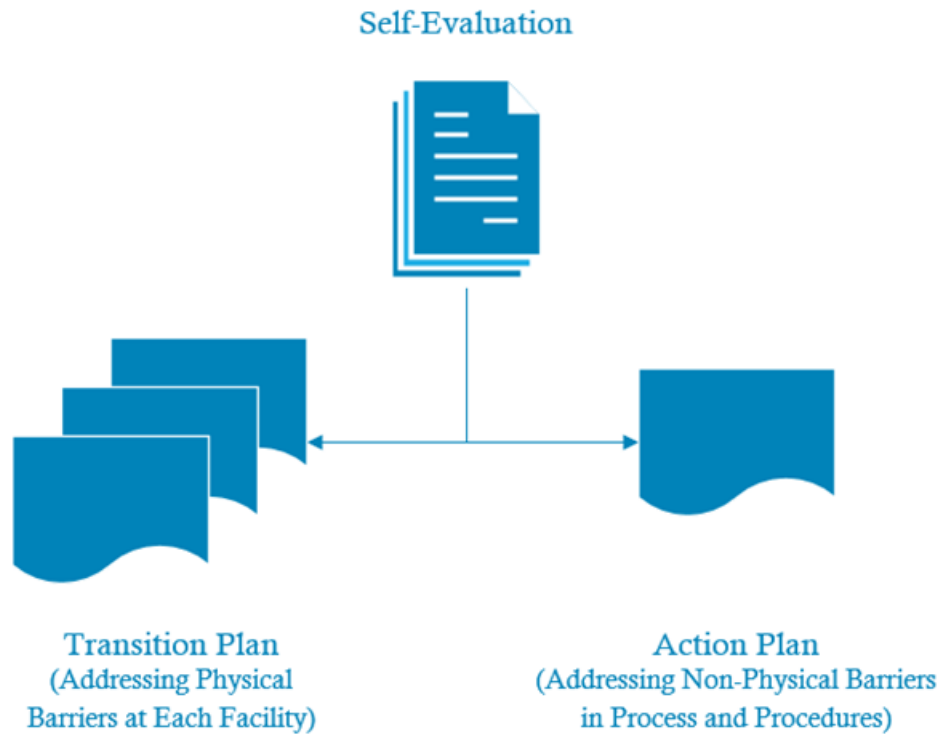 Self-Evaluation
Transition Plan
(Addressing Physical
Barriers at Each Facility)
Action Plan
(Addressing Non-Physical Barriers
in Process and Procedures)